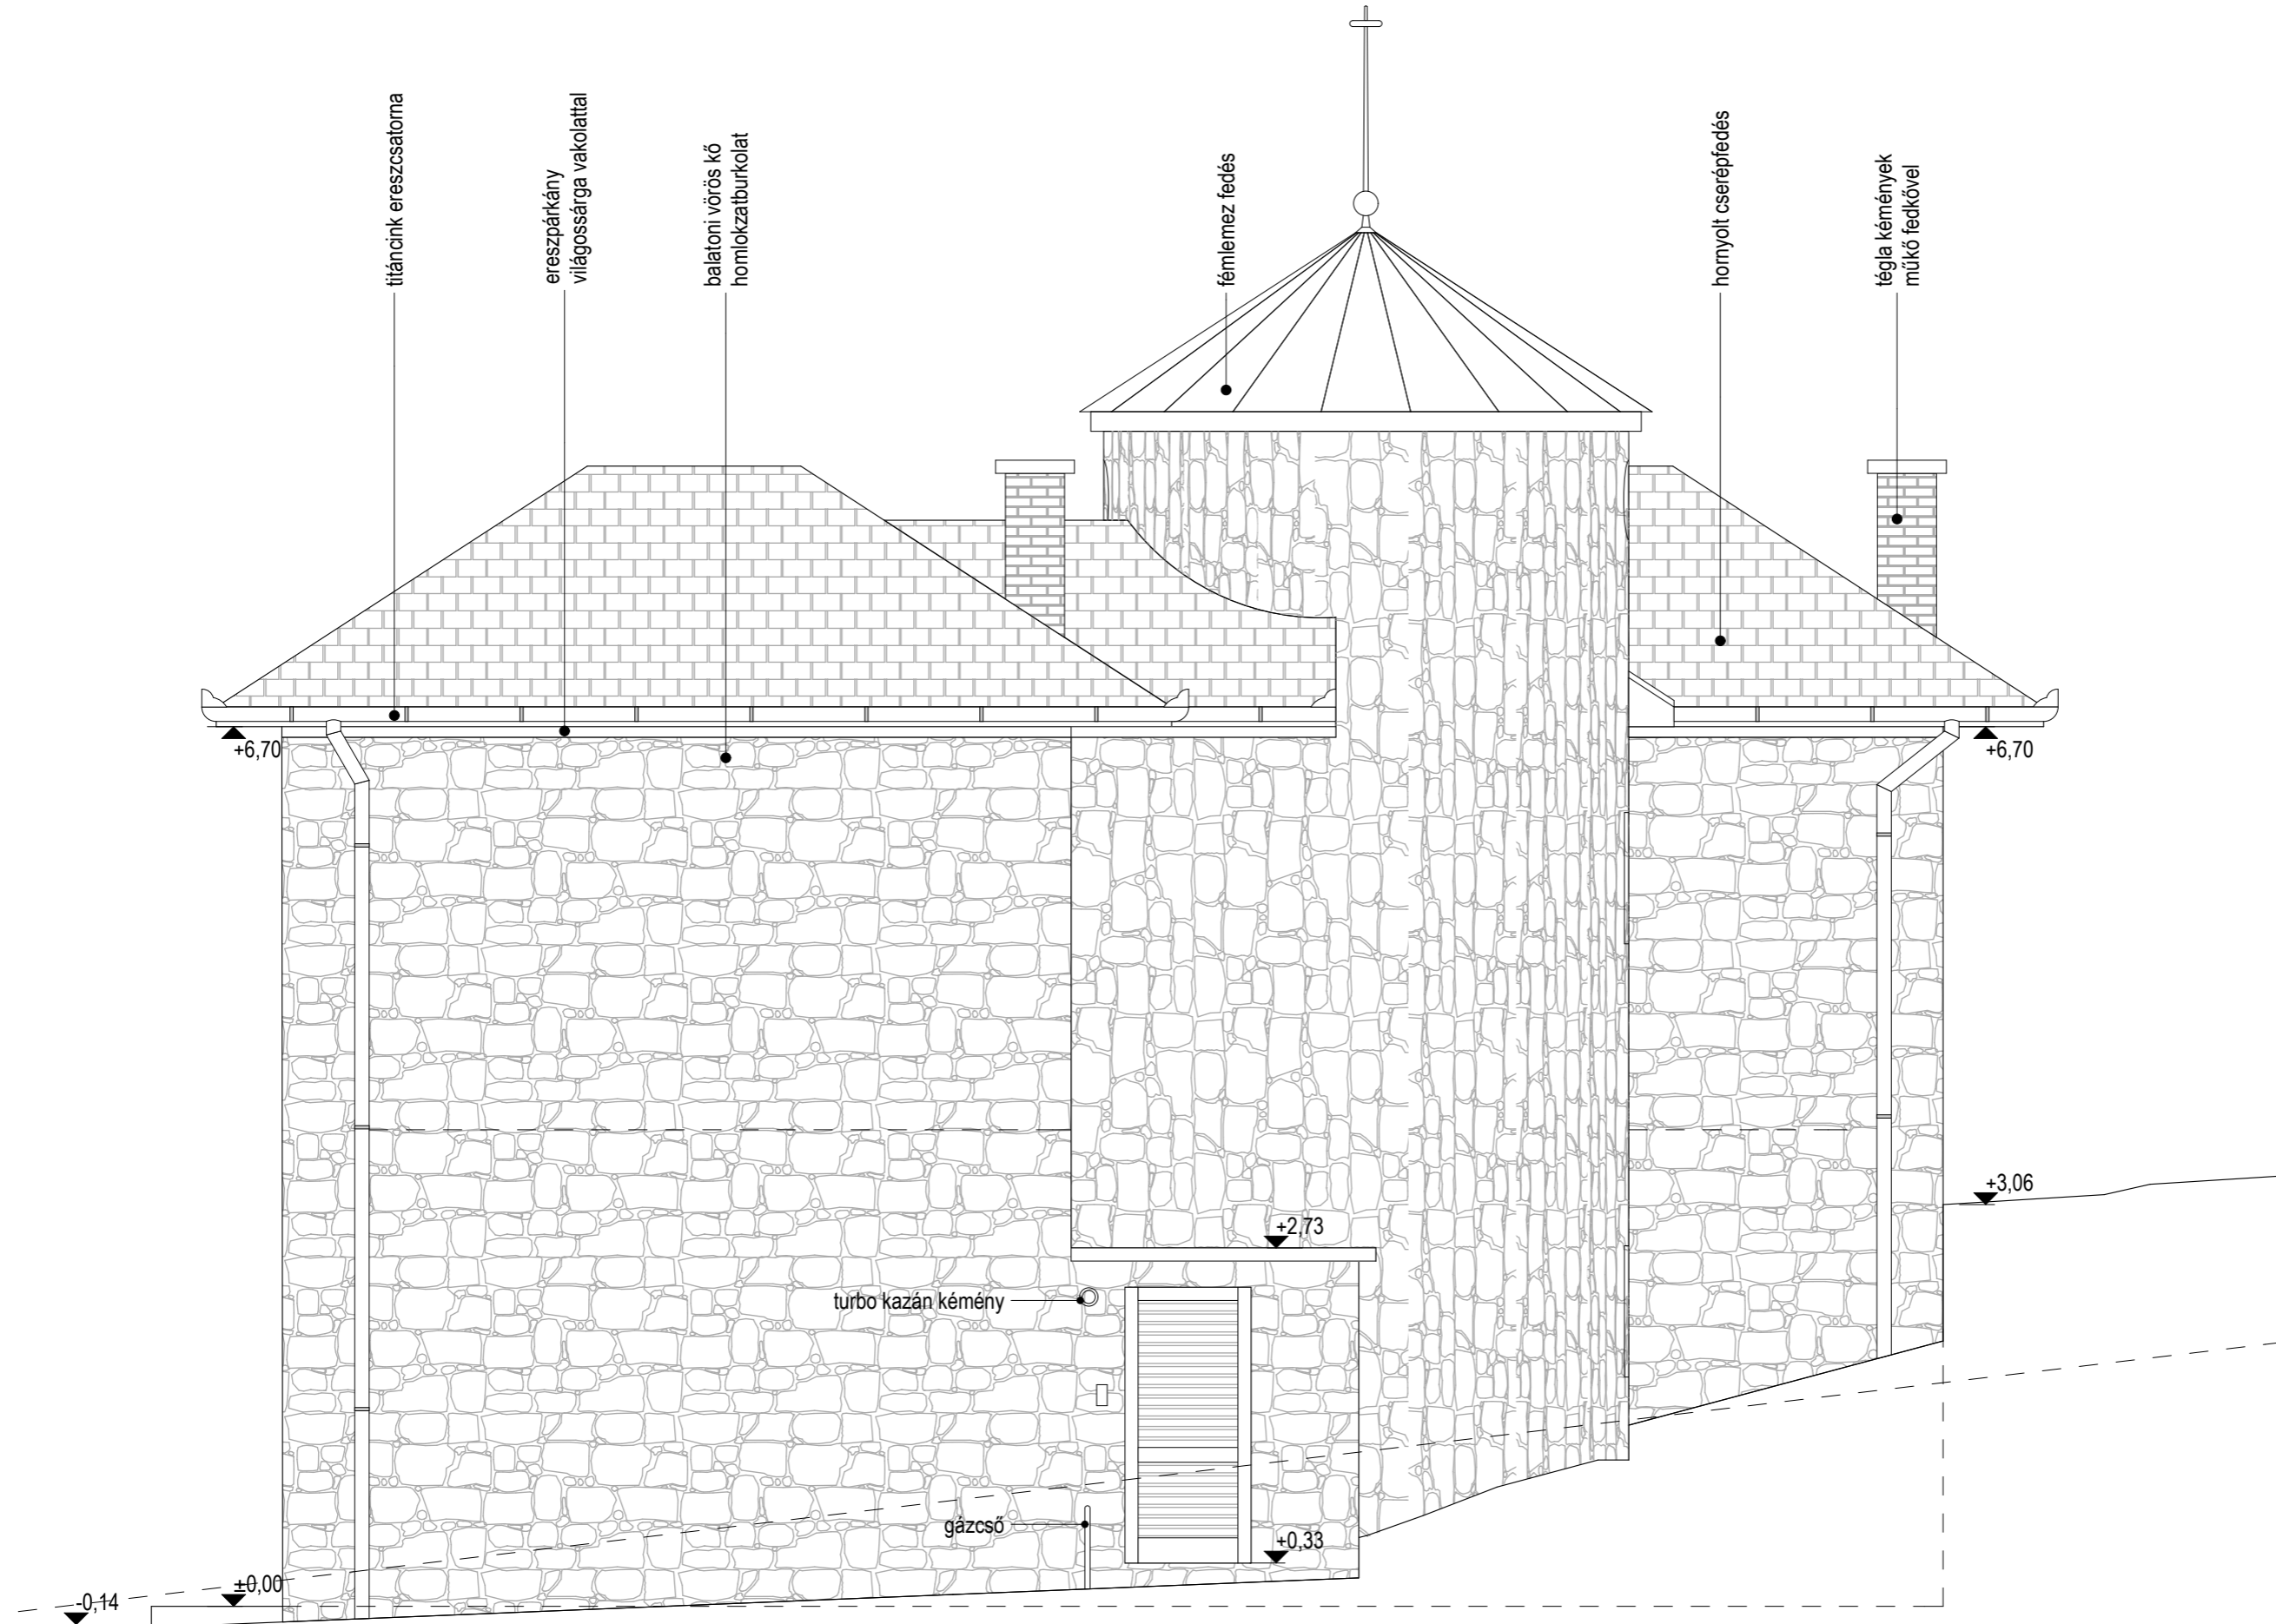 titáncink ereszcsatorna
ereszpárkány
világossárga vakolattal
balatoni vörös kő
homlokzatburkolat
fémlemez fedés
hornyolt cserépfedés
tégla kémények
műkő fedkővel
+6,70
+6,70
+3,06
+2,73
turbo kazán kémény
gázcső
+0,33
±0,00
-0,14